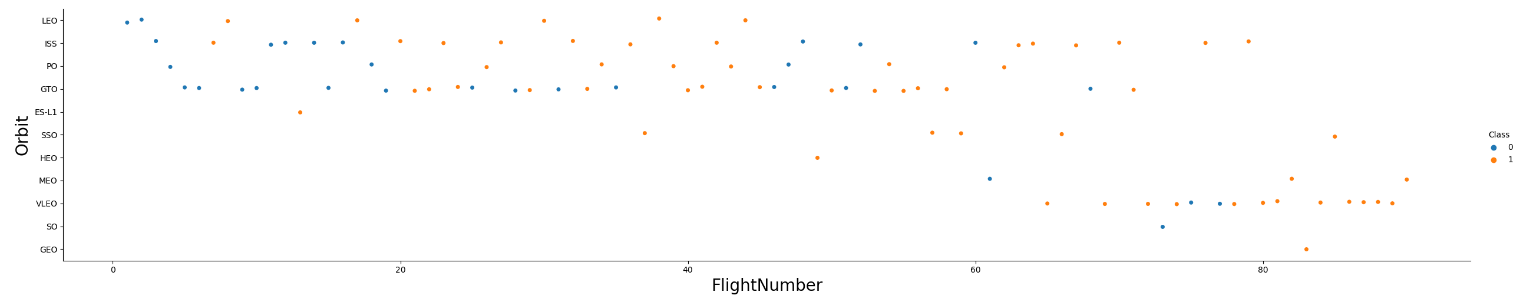 LEO
ISS
PO
GTO
ES-L1
SSO
HEO
MEO
VLEO
SO
GEO
Orbit
0 20 40 60 80
FlightNumber
Class
0
1